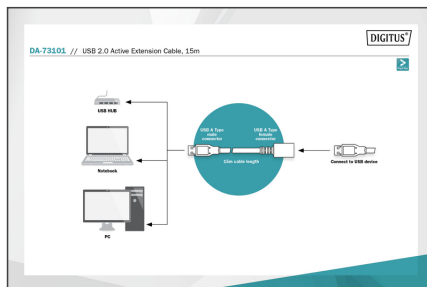 DIGITUS®
DA-73101 // USB 2.0 Active Extension Cable, 15m
USB HUB
USB A Type
male
connector
USB A Type
female
connector
15m cable length
Notebook
Connect to USB device
PC